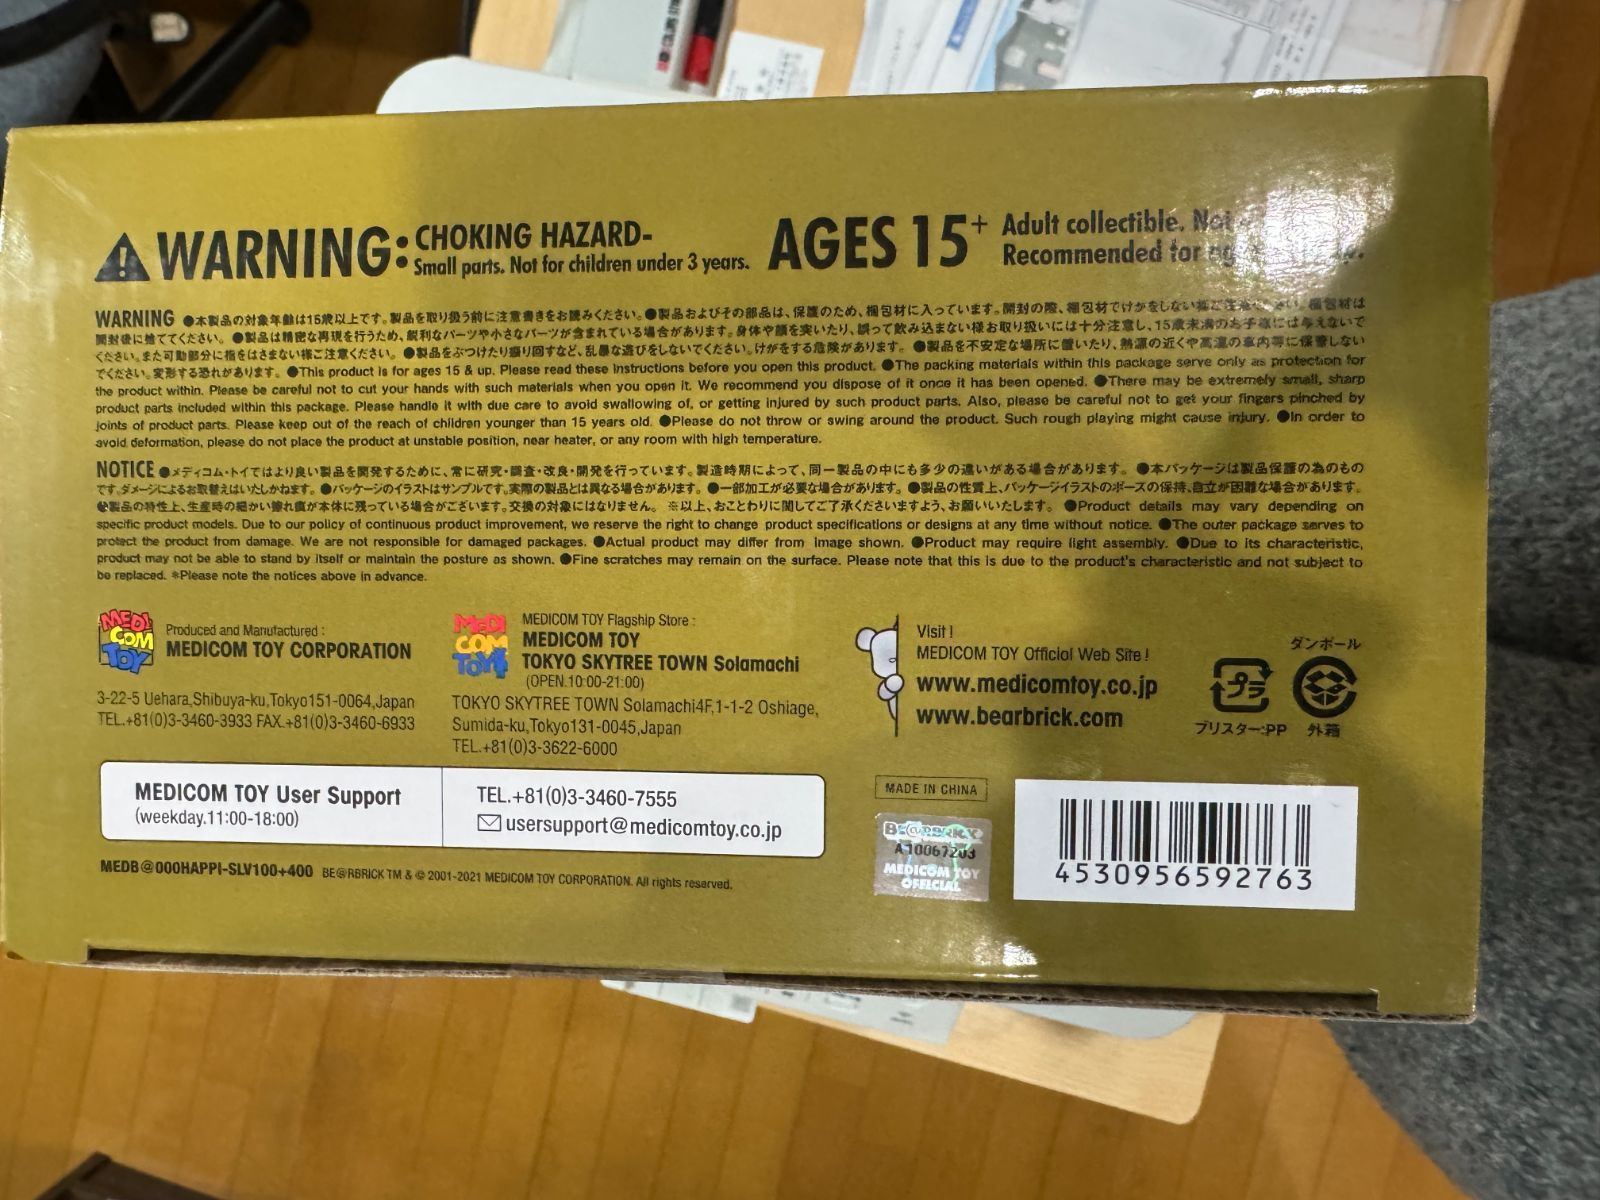 WARNING: CHOKING HAZARD-
Small parts. Not for children under 3 years.
AGES 15+
Adult collectible. Not
Recommended for
WARNING ●本製品の対象年齢は15歳以上です。製品を取り扱う前に注意書きをお読みください。●製品およびその部品は、保護のため、梱包材に入っています。開封の際、梱包材でけがをしない様ご注意ください。梱包材は
開封後に捨ててください。●製品は精密な再現を行うため、鋭利なパーツや小さなパーツが含まれている場合があります。身体や顔を突いたり、誤って飲み込まない様お取り扱いには十分注意し、15歳未満のお子様には与えないで
ください。また可動部分に指をはさまない様ご注意ください。●製品をぶつけたり振り回すなど、乱暴な遊びをしないでください。けがをする危険があります。●製品を不安定な場所に置いたり、熱源の近くや高温の車内等に保管しない
でください。変形する恐れがあります。●This product is for ages 15 & up. Please read these instructions before you open this product. ●The packing materials within this package serve only as protection for
the product within. Please be careful not to cut your hands with such materials when you open it. We recommend you dispose of it once it has been opened. ●There may be extremely small, sharp
product parts included within this package. Please handle it with due care to avoid swallowing of, or getting injured by such product parts. Also, please be careful not to get your fingers pinched by
joints of product parts. Please keep out of the reach of children younger than 15 years old. ●Please do not throw or swing around the product. Such rough playing might cause injury. ●In order to
avoid deformation, please do not place the product at unstable position, near heater, or any room with high temperature.
NOTICE ●メディコム・トイではより良い製品を開発するために、常に研究・調査・改良・開発を行っています。製造時期によって、同一製品の中にも多少の違いがある場合があります。●本パッケージは製品保護の為のもの
です。ダメージによるお取替えはいたしかねます。●パッケージのイラストはサンプルです。実際の製品とは異なる場合があります。●一部加工が必要な場合があります。●製品の性質上、パッケージイラストのポーズの保持、自立が困難な場合があります。
●製品の特性上、生産時の細かい擦れ痕が本体に残っている場合がございます。交換の対象にはなりません。※以上、おことわりに関してご了承くださいますよう、お願いいたします。●Product details may vary depending on
specific product models. Due to our policy of continuous product improvement, we reserve the right to change product specifications or designs at any time without notice. ●The outer package serves to
protect the product from damage. We are not responsible for damaged packages. ●Actual product may differ from image shown. ●Product may require light assembly. ●Due to its characteristic,
product may not be able to stand by itself or maintain the posture as shown. ●Fine scratches may remain on the surface. Please note that this is due to the product's characteristic and not subject to
be replaced. *Please note the notices above in advance.
MEDI
COM
TOY
Produced and Manufactured :
MEDICOM TOY CORPORATION
3-22-5 Uehara,Shibuya-ku,Tokyo151-0064,Japan
TEL.+81(0)3-3460-3933 FAX.+81(0)3-3460-6933
MEDI
COM
TOY
MEDICOM TOY Flagship Store :
MEDICOM TOY
TOKYO SKYTREE TOWN Solamachi
(OPEN.10:00-21:00)
TOKYO SKYTREE TOWN Solamachi4F,1-1-2 Oshiage,
Sumida-ku,Tokyo131-0045,Japan
TEL.+81(0)3-3622-6000
Visit !
MEDICOM TOY Official Web Site !
www.medicomtoy.co.jp
www.bearbrick.com
プラ
ブリスター:PP
ダンボール
外箱
MEDICOM TOY User Support
(weekday.11:00-18:00)
TEL.+81(0)3-3460-7555
usersupport@medicomtoy.co.jp
MADE IN CHINA
BE@RBRICK
A10067203
MEDICOM TOY
OFFICIAL
4530956592763
MEDB@000HAPPI-SLV100+400 BE@RBRICK TM & © 2001-2021 MEDICOM TOY CORPORATION. All rights reserved.